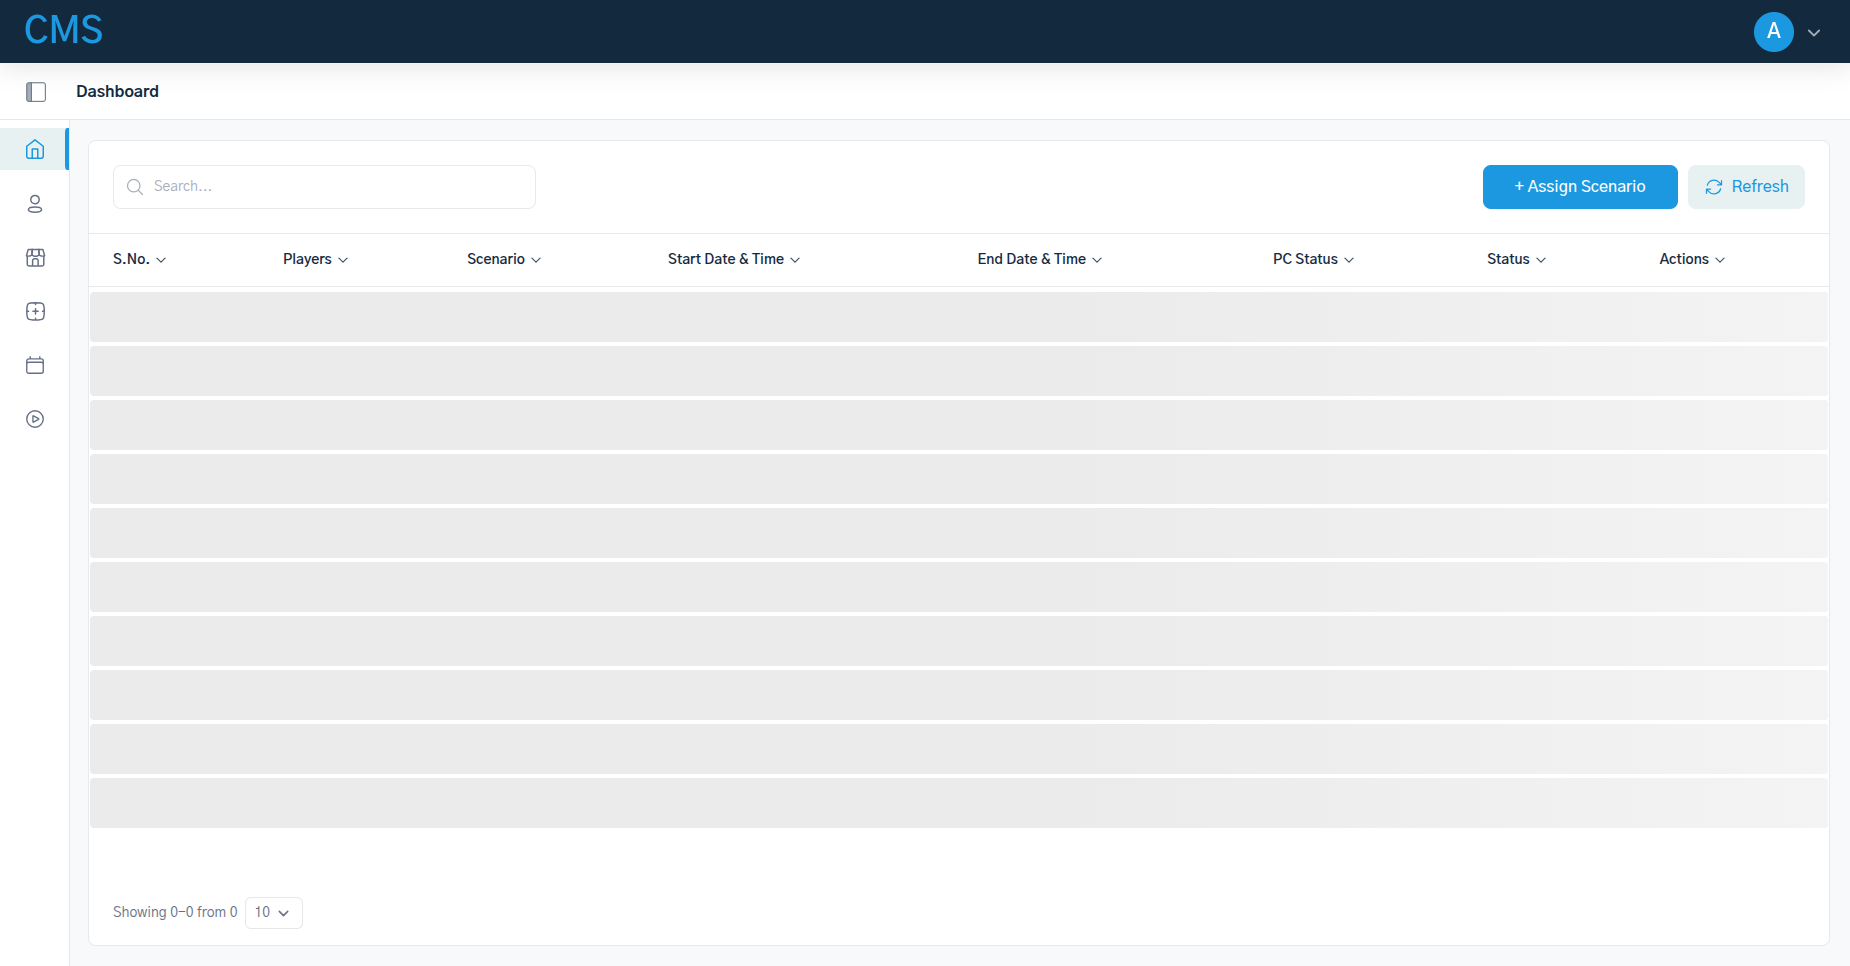 CMS
A
Dashboard
Search...
+ Assign Scenario
Refresh
S.No. Players Scenario Start Date & Time End Date & Time PC Status Status Actions
Showing 0-0 from 0 10